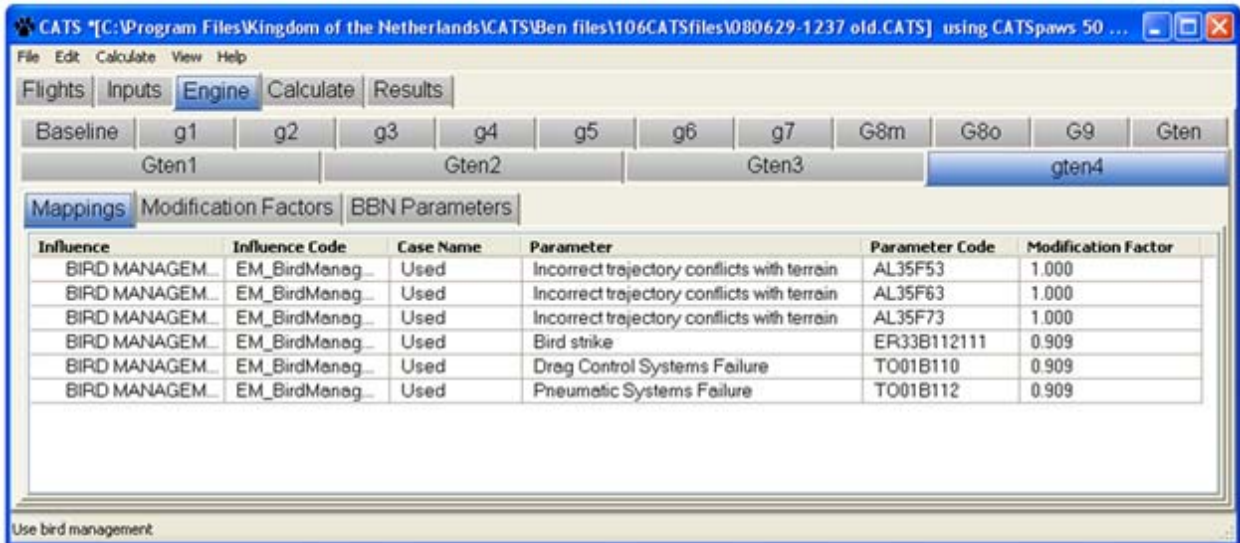 CATS *[C:\Program Files\Kingdom of the Netherlands\CATS\Ben files\106CATSfiles\080629-1237 old.CATS] using CATSpaws 50 ...
File Edit Calculate View Help
Flights Inputs Engine Calculate Results
Baseline g1 g2 g3 g4 g5 g6 g7 G8m G8o G9 Gten
Gten1 Gten2 Gten3 gten4
Mappings Modification Factors BBN Parameters
Influence Influence Code Case Name Parameter Parameter Code Modification Factor
BIRD MANAGEM... EM_BirdManag... Used Incorrect trajectory conflicts with terrain AL35F53 1.000
BIRD MANAGEM... EM_BirdManag... Used Incorrect trajectory conflicts with terrain AL35F63 1.000
BIRD MANAGEM... EM_BirdManag... Used Incorrect trajectory conflicts with terrain AL35F73 1.000
BIRD MANAGEM... EM_BirdManag... Used Bird strike ER33B112111 0.909
BIRD MANAGEM... EM_BirdManag... Used Drag Control Systems Failure TO01B110 0.909
BIRD MANAGEM... EM_BirdManag... Used Pneumatic Systems Failure TO01B112 0.909
Use bird management